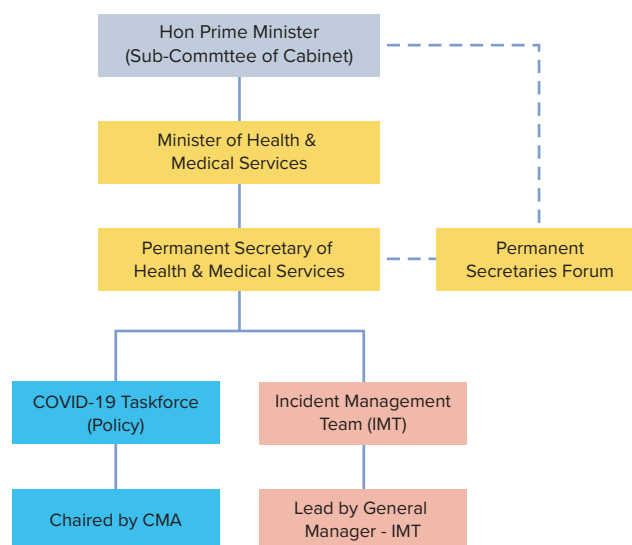 Hon Prime Minister
(Sub-Commttee of Cabinet)
Minister of Health &
Medical Services
Permanent Secretary of
Health & Medical Services
Permanent
Secretaries Forum
COVID-19 Taskforce
(Policy)
Incident Management
Team (IMT)
Chaired by CMA
Lead by General
Manager - IMT